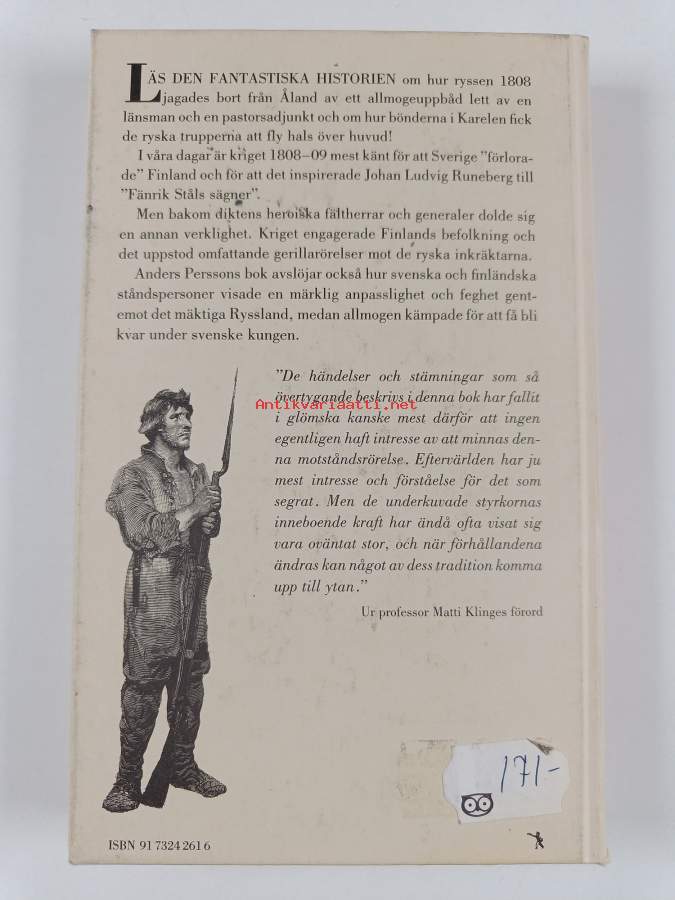 LÄS DEN FANTASTISKA HISTORIEN om hur ryssen 1808
jagades bort från Åland av ett allmogeuppbåd lett av en
länsman och en pastorsadjunkt och om hur bönderna i Karelen fick
de ryska trupperna att fly hals över huvud!
I våra dagar är kriget 1808–09 mest känt för att Sverige "förlora-
de" Finland och för att det inspirerade Johan Ludvig Runeberg till
"Fänrik Ståls sägner".
Men bakom diktens heroiska fältherrar och generaler dolde sig
en annan verklighet. Kriget engagerade Finlands befolkning och
det uppstod omfattande gerillarörelser mot de ryska inkräktarna.
Anders Perssons bok avslöjar också hur svenska och finländska
ståndspersoner visade en märklig anpasslighet och feghet gent-
emot det mäktiga Ryssland, medan allmogen kämpade för att få bli
kvar under svenske kungen.
"De händelser och stämningar som så
övertygande beskrivs i denna bok har fallit
Antikvariaatti.net
i glömska kanske mest därför att ingen
egentligen haft intresse av att minnas den-
na motståndsrörelse. Eftervärlden har ju
mest intresse och förståelse för det som
segrat. Men de underkuvade styrkornas
inneboende kraft har ändå ofta visat sig
vara oväntat stor, och när förhållandena
ändras kan något av dess tradition komma
upp till ytan."
Ur professor Matti Klinges förord
171-
ISBN 91 7324 261 6